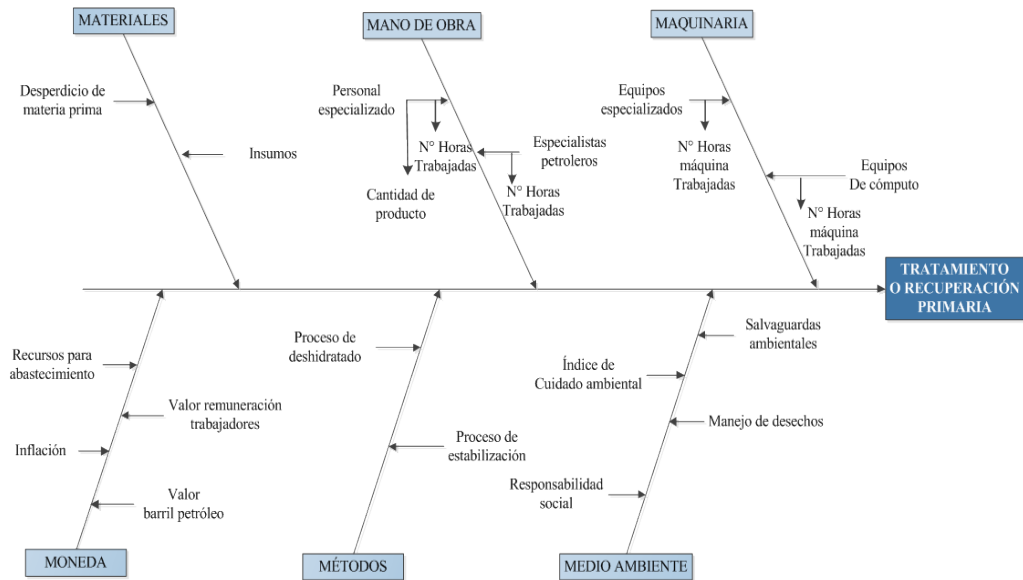 MATERIALES
MANO DE OBRA
MAQUINARIA
Desperdicio de
materia prima
Insumos
Personal
especializado
N° Horas
Trabajadas
Cantidad de
producto
Especialistas
petroleros
N° Horas
Trabajadas
Equipos
especializados
N° Horas
máquina
Trabajadas
Equipos
De cómputo
N° Horas
máquina
Trabajadas
TRATAMIENTO
O RECUPERACIÓN
PRIMARIA
Recursos para
abastecimiento
Valor remuneración
trabajadores
Inflación
Valor
barril petróleo
Proceso de
deshidratado
Proceso de
estabilización
Salvaguardas
ambientales
Índice de
Cuidado ambiental
Manejo de desechos
Responsabilidad
social
MONEDA
MÉTODOS
MEDIO AMBIENTE